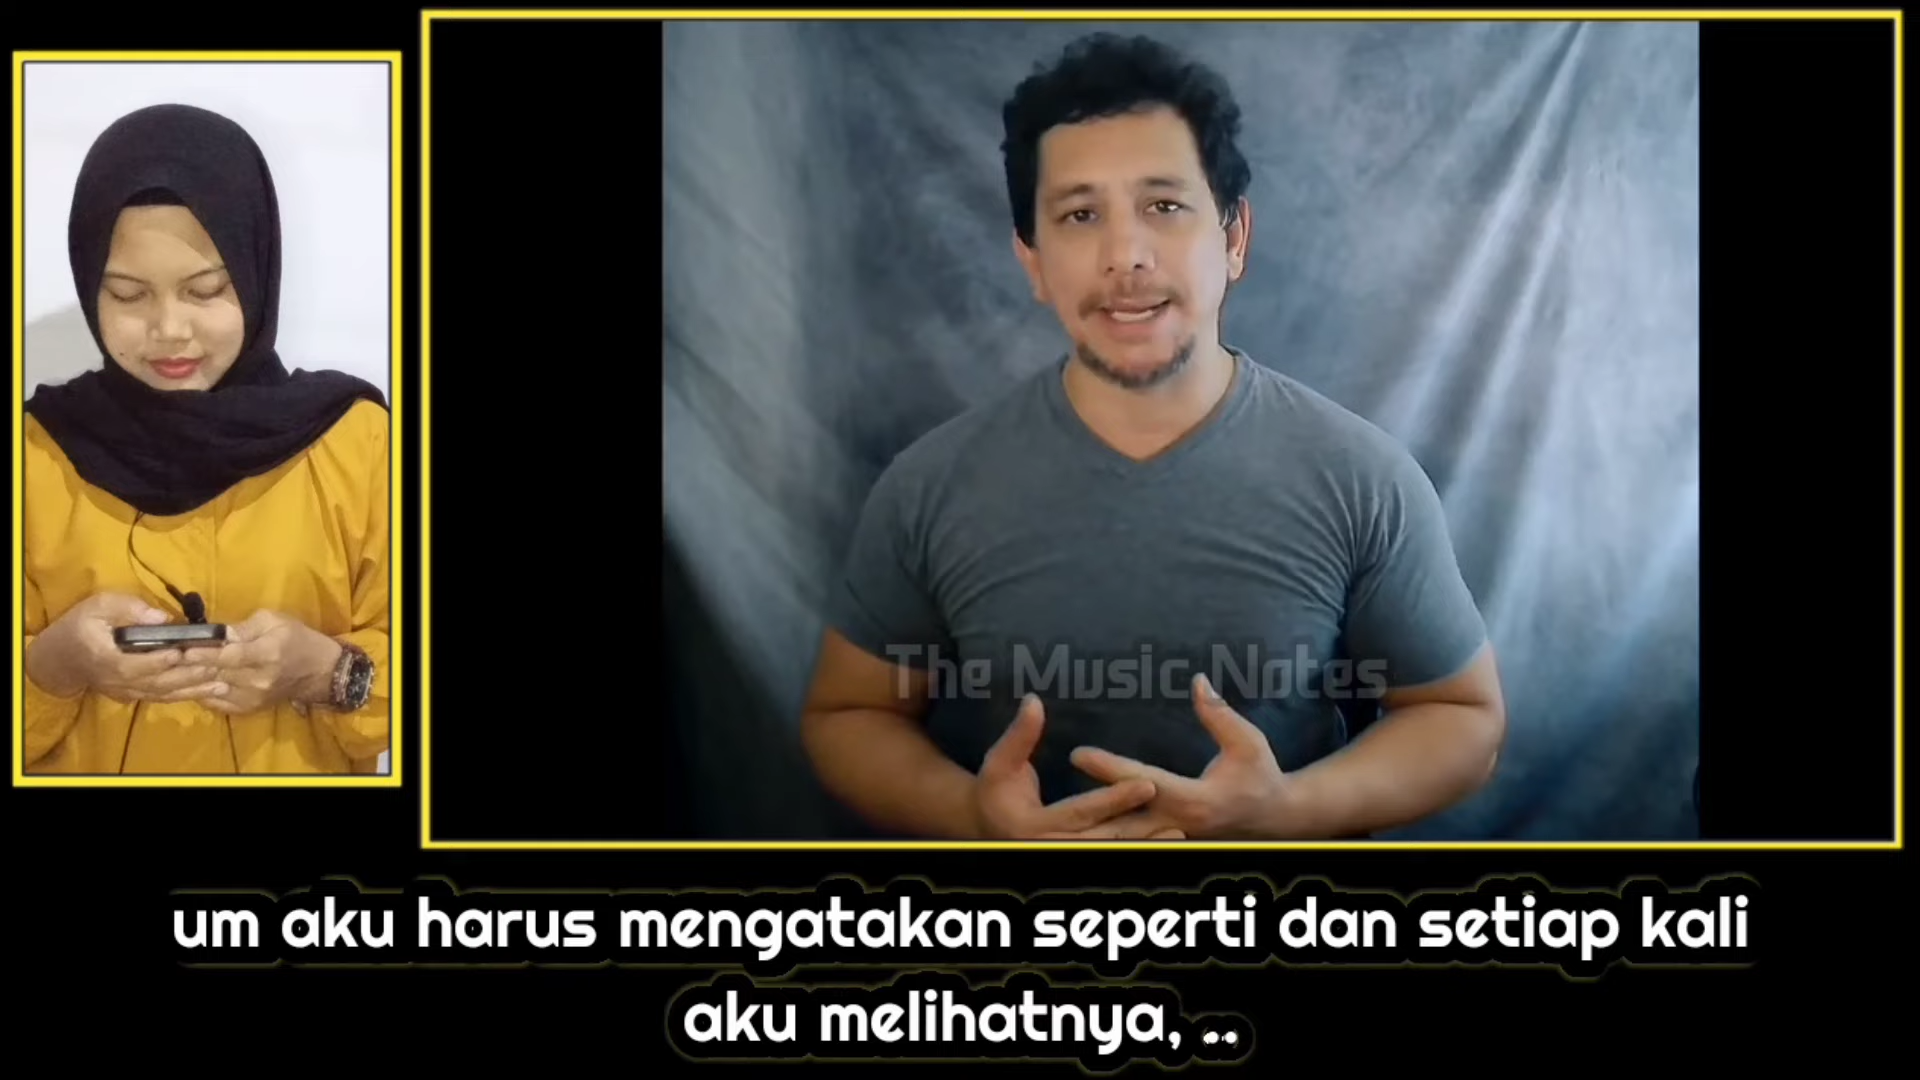 The Music Notes
um aku harus mengatakan seperti dan setiap kali
aku melihatnya, ...